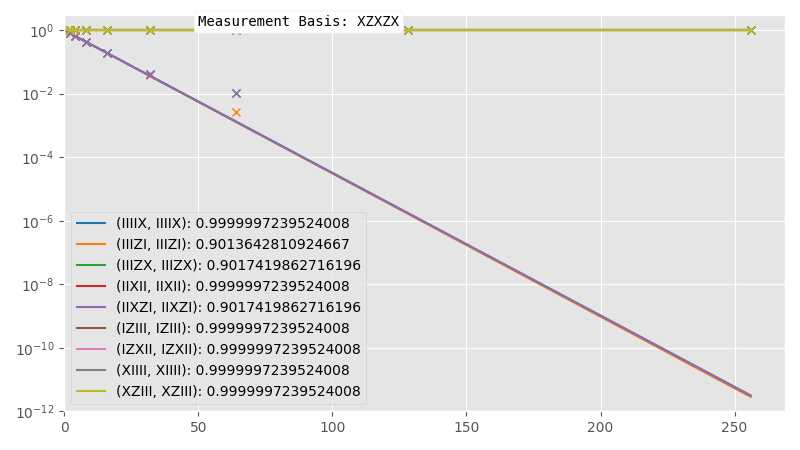 Measurement Basis: XZXZX
10^0
10^-2
10^-4
10^-6
10^-8
10^-10
10^-12
(IIIIX, IIIIX): 0.9999997239524008
(IIIZI, IIIZI): 0.9013642810924667
(IIIZX, IIIZX): 0.9017419862716196
(IIXII, IIXII): 0.9999997239524008
(IIXZI, IIXZI): 0.9017419862716196
(IZIII, IZIII): 0.9999997239524008
(IZXII, IZXII): 0.9999997239524008
(XIIII, XIIII): 0.9999997239524008
(XZIII, XZIII): 0.9999997239524008
0 50 100 150 200 250